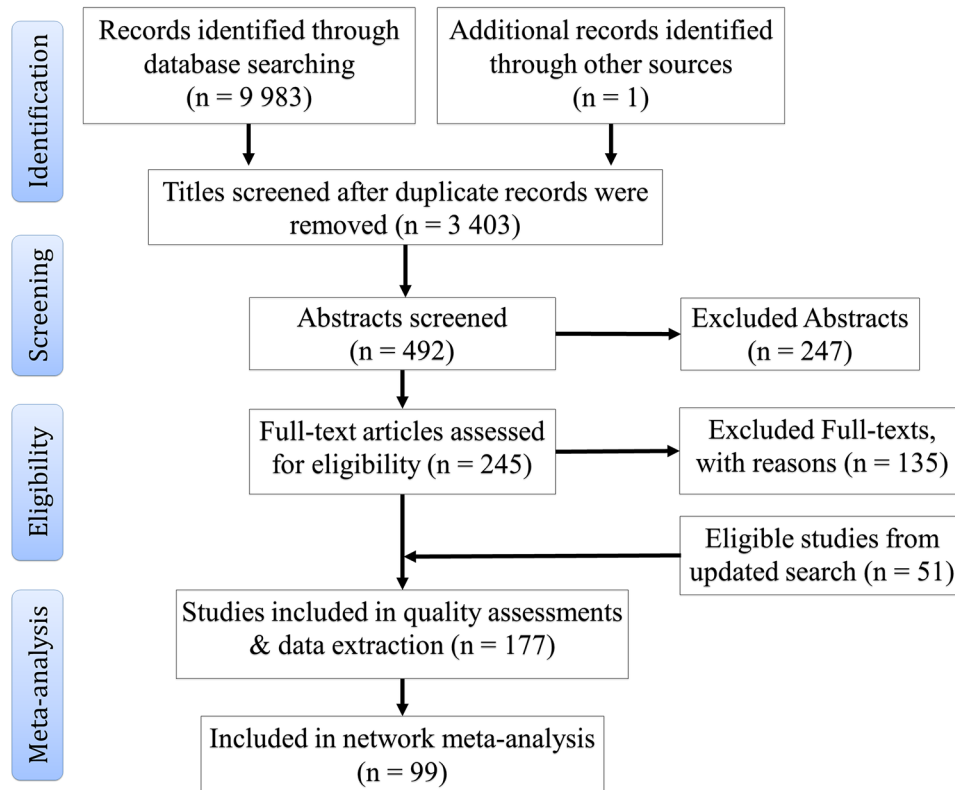 Identification
Records identified through
database searching
(n = 9 983)
Additional records identified
through other sources
(n = 1)
Titles screened after duplicate records were
removed (n = 3 403)
Screening
Abstracts screened
(n = 492)
Excluded Abstracts
(n = 247)
Eligibility
Full-text articles assessed
for eligibility (n = 245)
Excluded Full-texts,
with reasons (n = 135)
Eligible studies from
updated search (n = 51)
Meta-analysis
Studies included in quality assessments
& data extraction (n = 177)
Included in network meta-analysis
(n = 99)